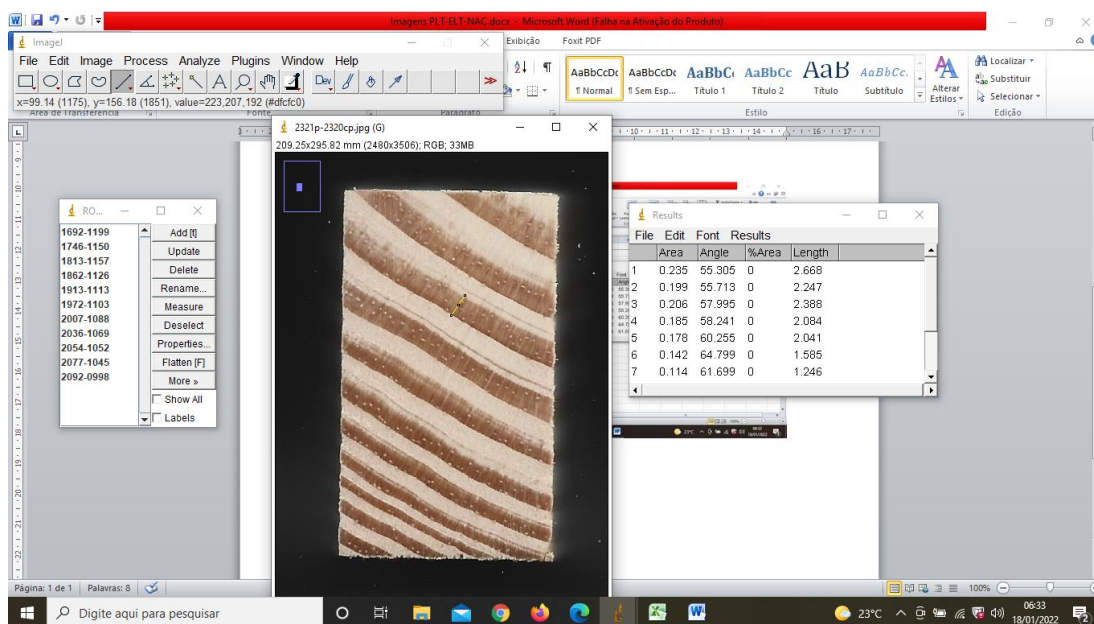 Imagens PLT-ELT-NAC.docx - Microsoft Word (Falha na Ativação do Produto)
ImageJ
Exibição Foxit PDF
File Edit Image Process Analyze Plugins Window Help
Dev
x=99.14 (1175), y=156.18 (1851), value=223,207,192 (#dfcfc0)
AaBbCcDc AaBbCcDc AaBbC AaBbCc AaB AaBbCc.
¶ Normal ¶ Sem Esp... Título 1 Título 2 Título Subtítulo
Alterar Estilos
Localizar
Substituir
Selecionar
Área de Transferência Fonte Parágrafo Estilo Edição
2321p-2320cp.jpg (G)
209.25x295.82 mm (2480x3506); RGB; 33MB
RO...
1692-1199
1746-1150
1813-1157
1862-1126
1913-1113
1972-1103
2007-1088
2036-1069
2054-1052
2077-1045
2092-0998
Add [t]
Update
Delete
Rename...
Measure
Deselect
Properties...
Flatten [F]
More »
Show All
Labels
Results
File Edit Font Results
Area Angle %Area Length
1 0.235 55.305 0 2.668
2 0.199 55.713 0 2.247
3 0.206 57.995 0 2.388
4 0.185 58.241 0 2.084
5 0.178 60.255 0 2.041
6 0.142 64.799 0 1.585
7 0.114 61.699 0 1.246
Página: 1 de 1 Palavras: 8 100%
Digite aqui para pesquisar 23°C 06:33
18/01/2022